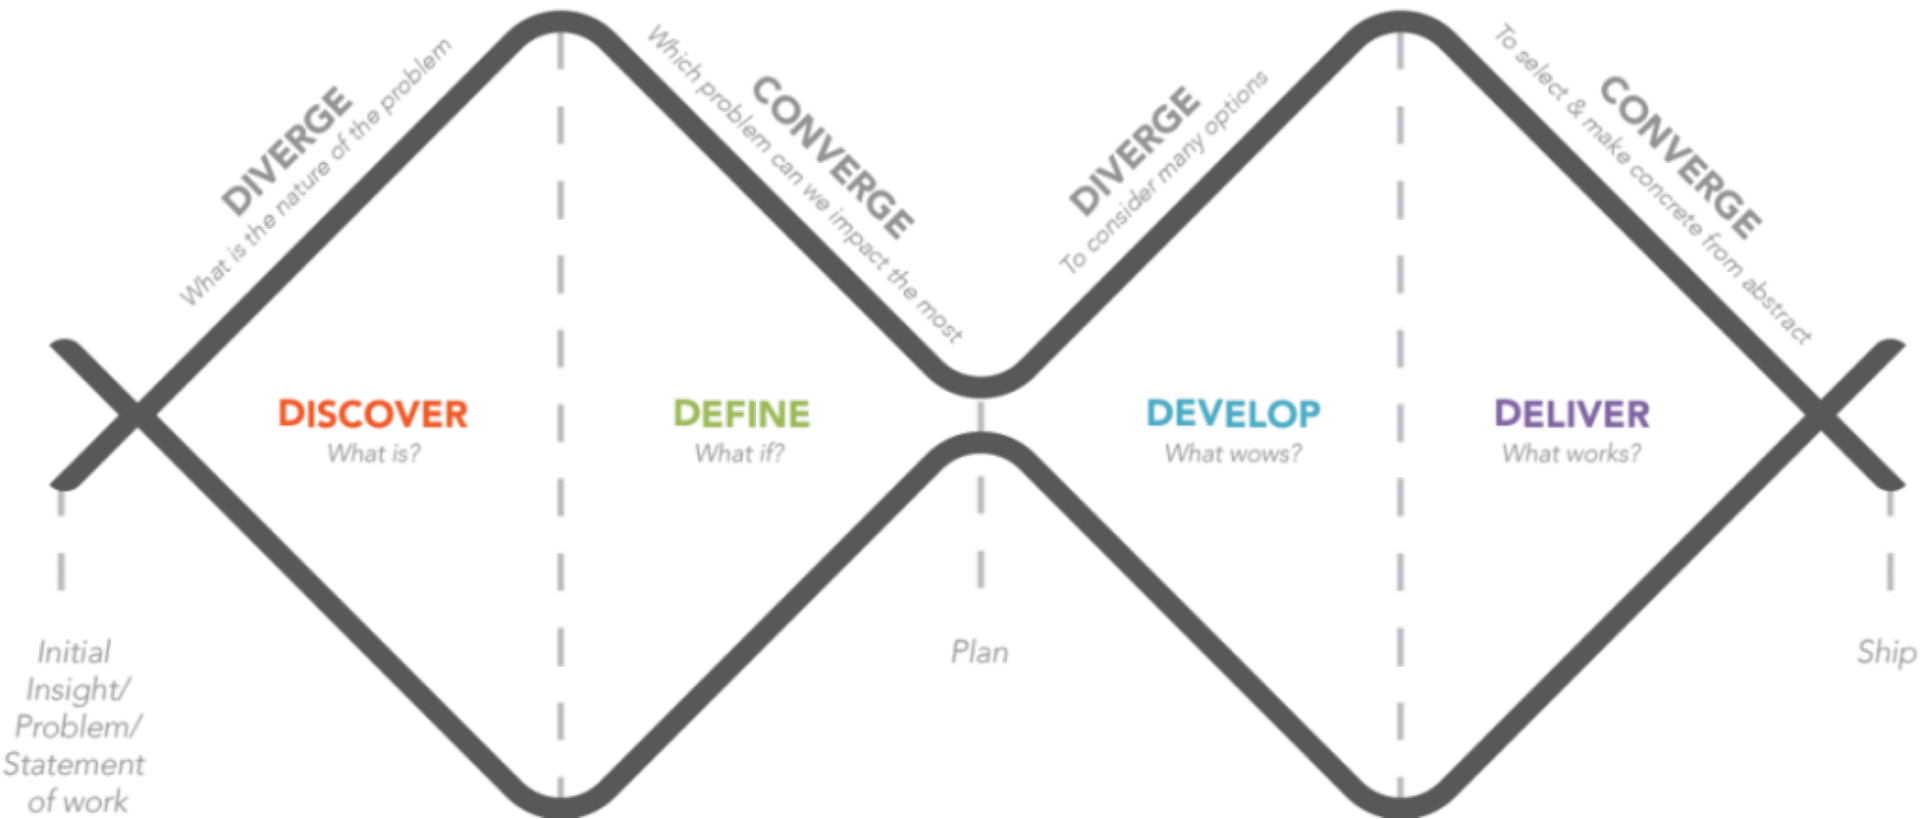 DIVERGE
What is the nature of the problem
CONVERGE
Which problem can we impact the most
DIVERGE
To consider many options
CONVERGE
To select & make concrete from abstract
DISCOVER
What is?
DEFINE
What if?
DEVELOP
What wows?
DELIVER
What works?
Initial
Insight/
Problem/
Statement
of work
Plan
Ship